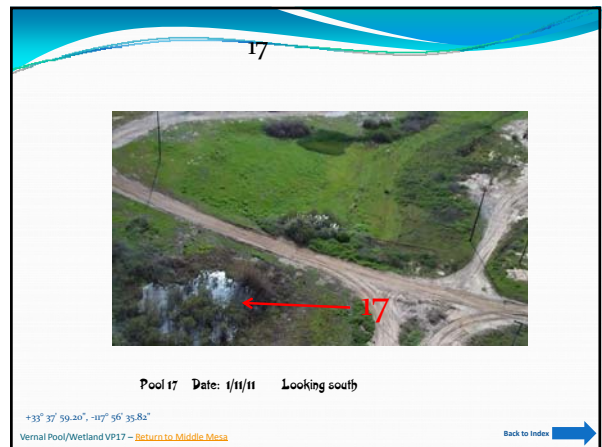 17
17
Pool 17 Date: 1/11/11 Looking south
+33° 37' 59.20", -117° 56' 35.82"
Vernal Pool/Wetland VP17 – Return to Middle Mesa
Back to Index